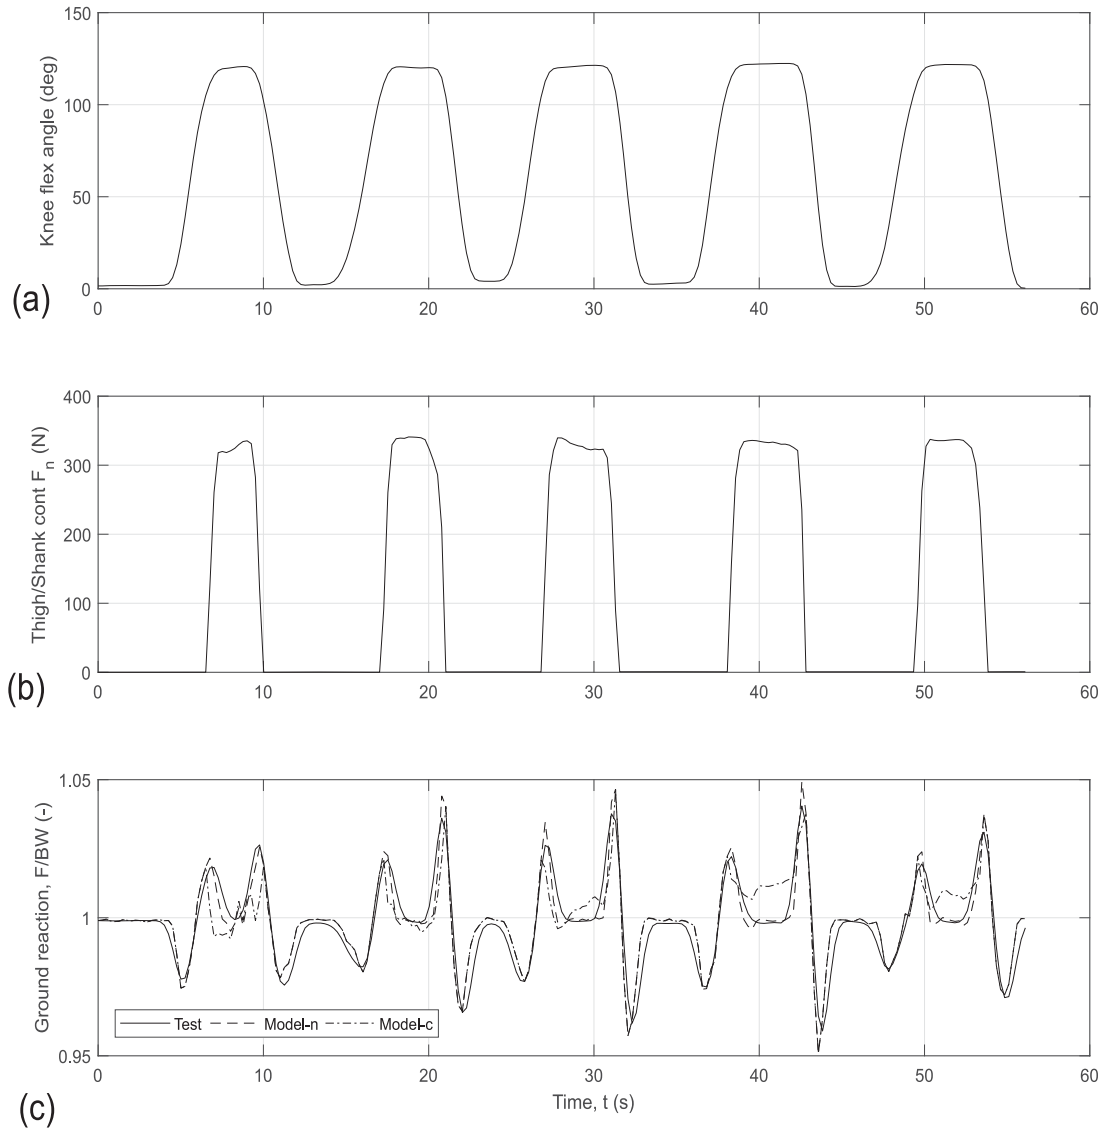 150
100
50
0
Knee flex angle (deg)
0 10 20 30 40 50 60
(a)
400
300
200
100
0
Thigh/Shank cont F_n (N)
0 10 20 30 40 50 60
(b)
1.05
1
0.95
Ground reaction, F/BW (-)
Test Model-n Model-c
0 10 20 30 40 50 60
Time, t (s)
(c)